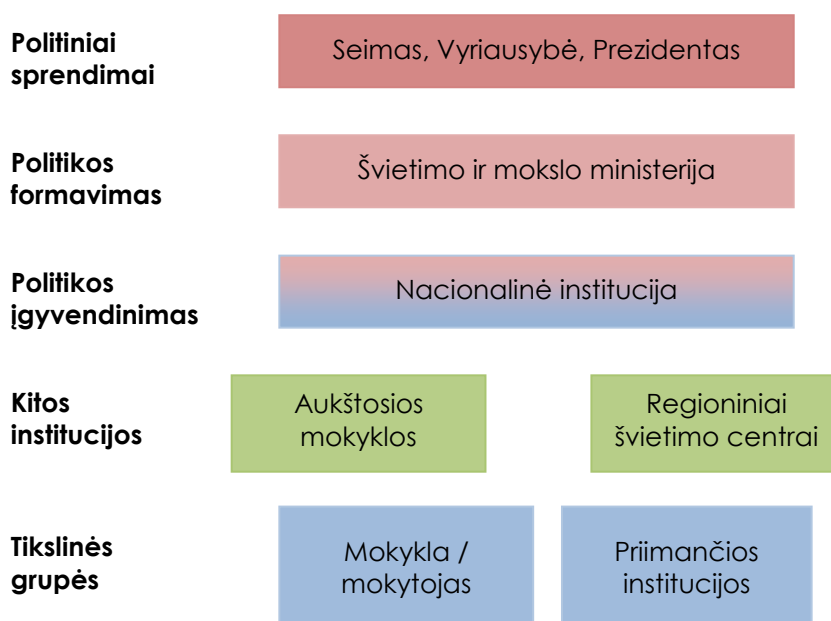 Politiniai
sprendimai
Seimas, Vyriausybė, Prezidentas
Politikos
formavimas
Švietimo ir mokslo ministerija
Politikos
įgyvendinimas
Nacionalinė institucija
Kitos
institucijos
Aukštosios
mokyklos
Regioniniai
švietimo centrai
Tikslinės
grupės
Mokykla /
mokytojas
Priimančios
institucijos